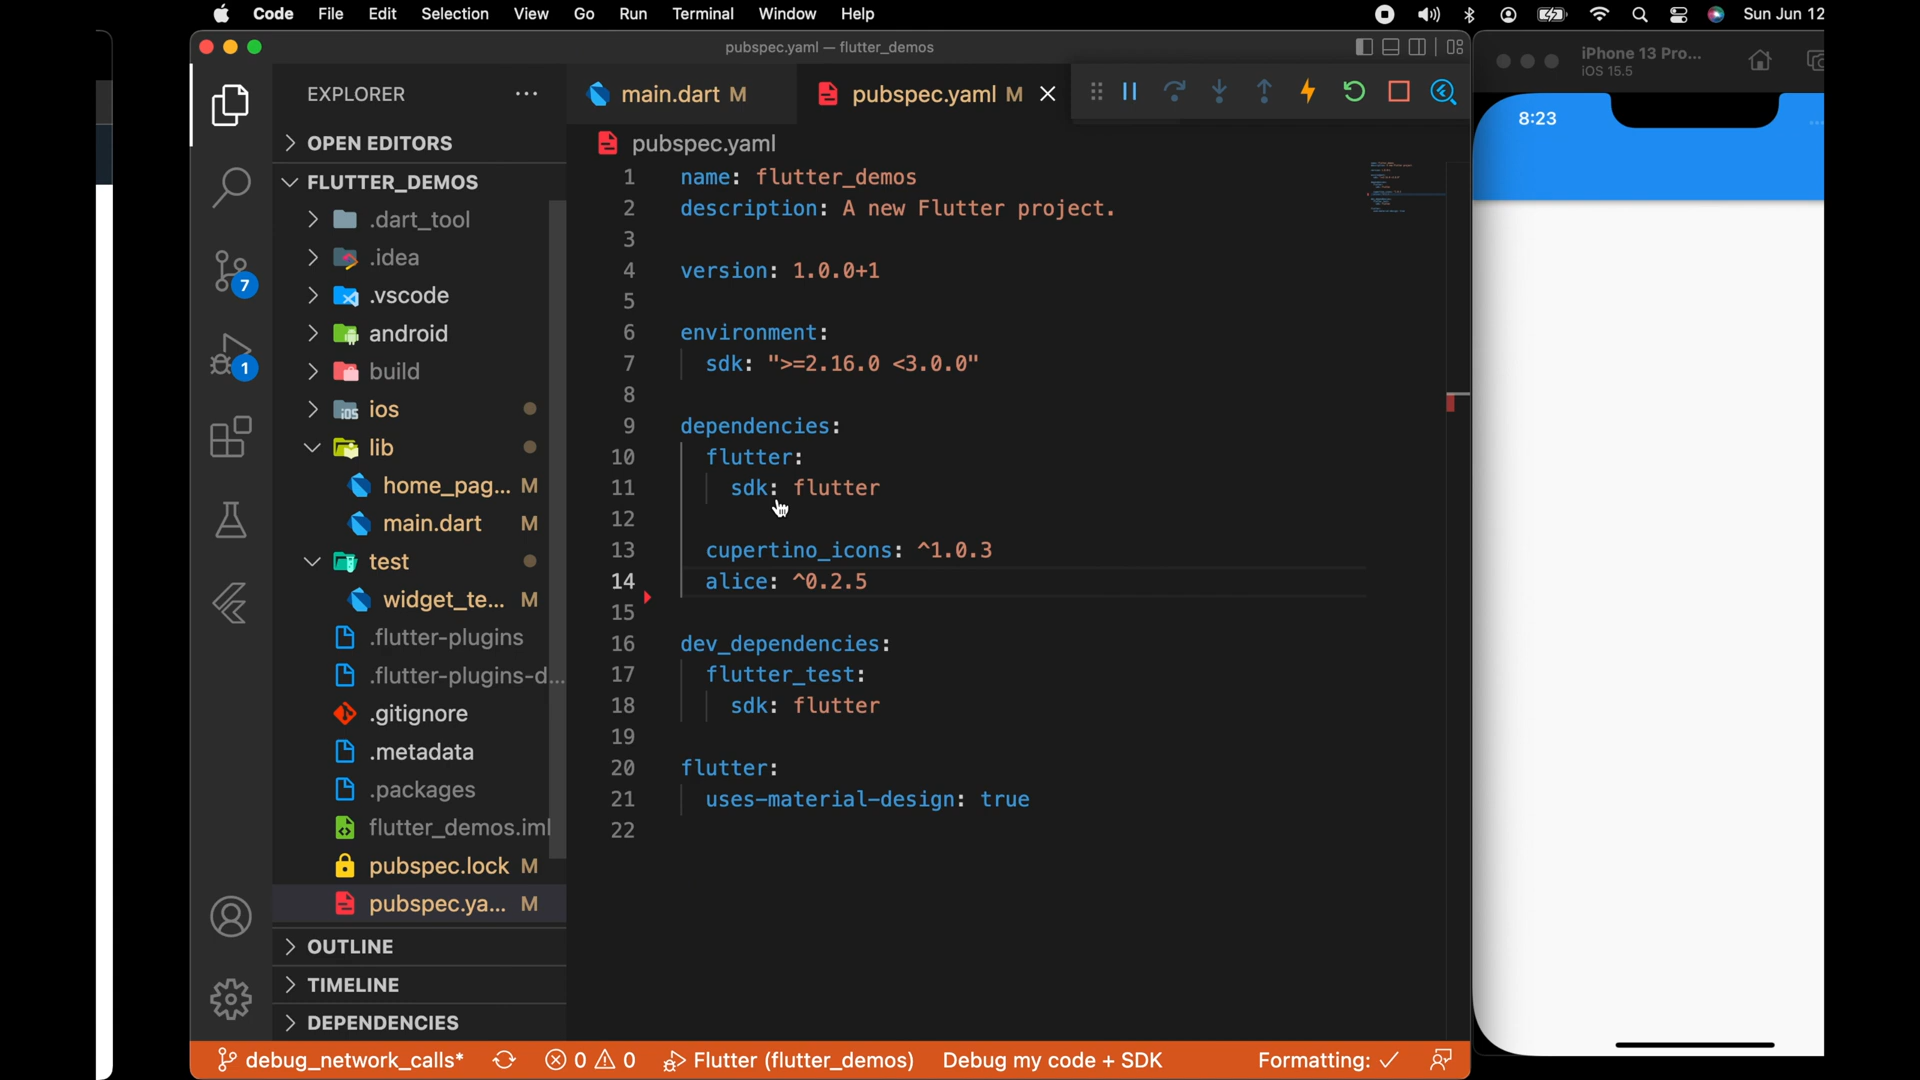 Code File Edit Selection View Go Run Terminal Window Help Sun Jun 12
pubspec.yaml — flutter_demos
iPhone 13 Pro...
iOS 15.5
EXPLORER ···
main.dart M
pubspec.yaml M
OPEN EDITORS
FLUTTER_DEMOS
.dart_tool
.idea
.vscode
android
build
ios
lib
home_pag... M
main.dart M
test
widget_te... M
.flutter-plugins
.flutter-plugins-d...
.gitignore
.metadata
.packages
flutter_demos.iml
pubspec.lock M
pubspec.ya... M
OUTLINE
TIMELINE
DEPENDENCIES
7
1
pubspec.yaml
1 name: flutter_demos
2 description: A new Flutter project.
3
4 version: 1.0.0+1
5
6 environment:
7 sdk: ">=2.16.0 <3.0.0"
8
9 dependencies:
10 flutter:
11 sdk: flutter
12
13 cupertino_icons: ^1.0.3
14 alice: ^0.2.5
15
16 dev_dependencies:
17 flutter_test:
18 sdk: flutter
19
20 flutter:
21 uses-material-design: true
22
8:23
debug_network_calls* 0 0 Flutter (flutter_demos) Debug my code + SDK Formatting: ✓